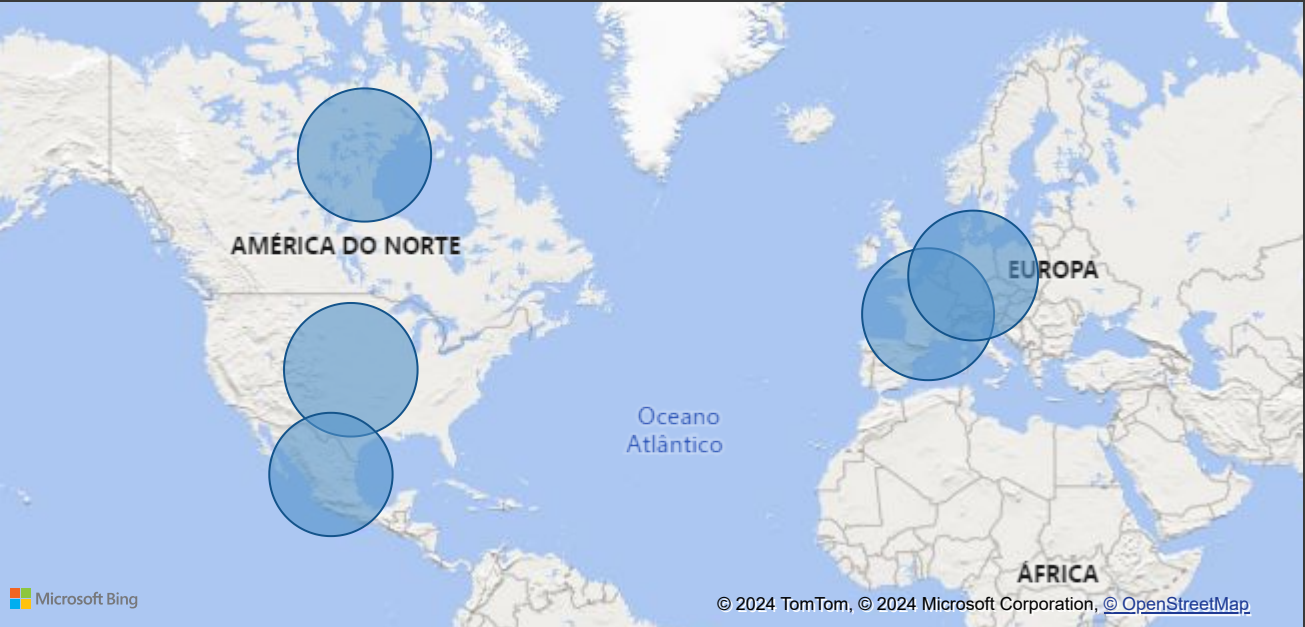 AMÉRICA DO NORTE
EUROPA
Oceano
Atlântico
ÁFRICA
Microsoft Bing
© 2024 TomTom, © 2024 Microsoft Corporation, © OpenStreetMap